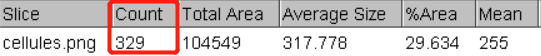 Slice Count Total Area Average Size %Area Mean
cellules.png 329 104549 317.778 29.634 255